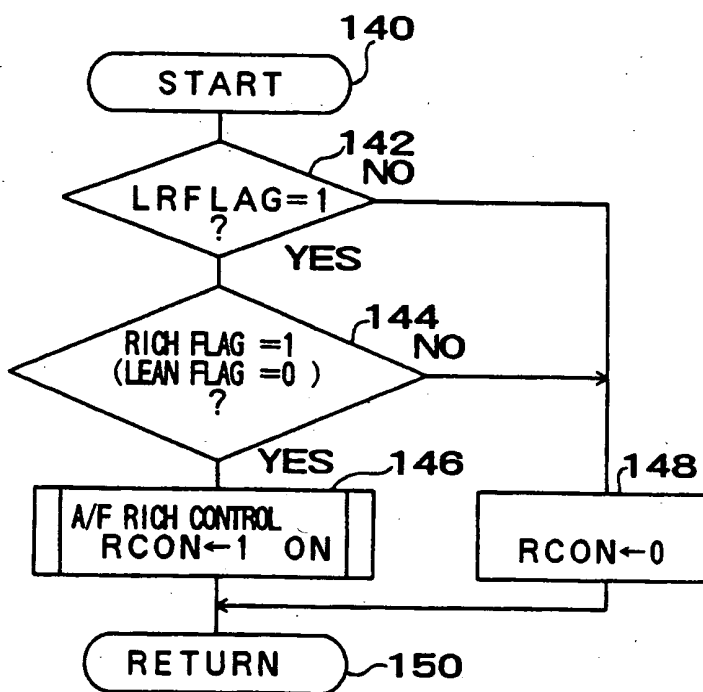 140
START
142
NO
LRFLAG=1
?
YES
144
RICH FLAG =1
NO
(LEAN FLAG =0 )
?
YES
146
148
A/F RICH CONTROL
RCON←1 ON
RCON←0
RETURN
150